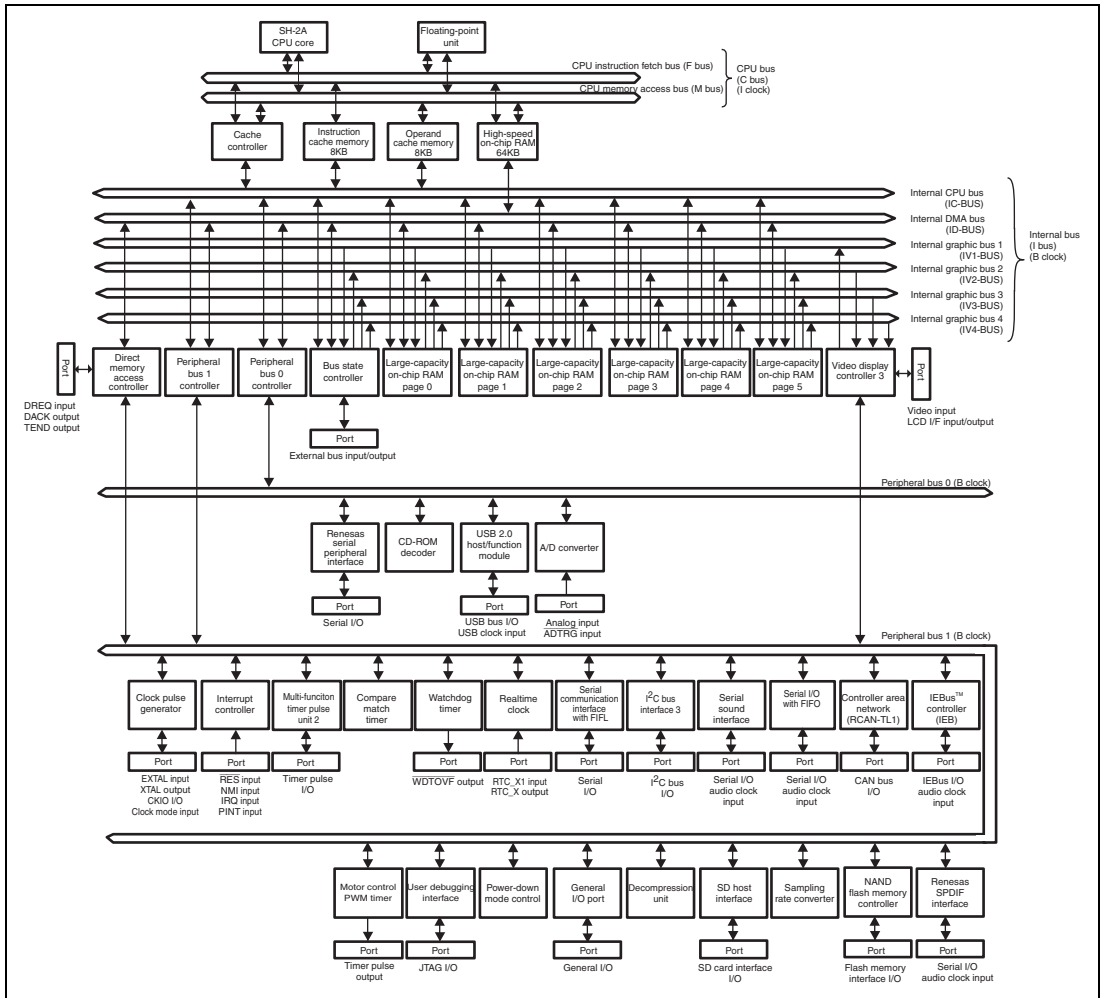 SH-2A
CPU core
Floating-point
unit
CPU instruction fetch bus (F bus)
CPU memory access bus (M bus)
CPU bus
(C bus)
(I clock)
Cache
controller
Instruction
cache memory
8KB
Operand
cache memory
8KB
High-speed
on-chip RAM
64KB
Internal CPU bus
(IC-BUS)
Internal DMA bus
(ID-BUS)
Internal graphic bus 1
(IV1-BUS)
Internal graphic bus 2
(IV2-BUS)
Internal graphic bus 3
(IV3-BUS)
Internal graphic bus 4
(IV4-BUS)
Internal bus
(I bus)
(B clock)
Port
Direct
memory
access
controller
Peripheral
bus 1
controller
Peripheral
bus 0
controller
Bus state
controller
Large-capacity
on-chip RAM
page 0
Large-capacity
on-chip RAM
page 1
Large-capacity
on-chip RAM
page 2
Large-capacity
on-chip RAM
page 3
Large-capacity
on-chip RAM
page 4
Large-capacity
on-chip RAM
page 5
Video display
controller 3
Port
DREQ input
DACK output
TEND output
Video input
LCD I/F input/output
Port
External bus input/output
Peripheral bus 0 (B clock)
Renesas
serial
peripheral
interface
CD-ROM
decoder
USB 2.0
host/function
module
A/D converter
Port
Serial I/O
Port
USB bus I/O
USB clock input
Port
Analog input
ADTRG input
Peripheral bus 1 (B clock)
Clock pulse
generator
Interrupt
controller
Multi-funciton
timer pulse
unit 2
Compare
match
timer
Watchdog
timer
Realtime
clock
Serial
communication
interface
with FIFL
I2C bus
interface 3
Serial
sound
interface
Serial I/O
with FIFO
Controller area
network
(RCAN-TL1)
IEBus™
controller
(IEB)
Port
EXTAL input
XTAL output
CKIO I/O
Clock mode input
Port
RES input
NMI input
IRQ input
PINT input
Port
Timer pulse
I/O
Port
WDTOVF output
Port
RTC_X1 input
RTC_X output
Port
Serial
I/O
Port
I2C bus
I/O
Port
Serial I/O
audio clock
input
Port
Serial I/O
audio clock
input
Port
CAN bus
I/O
Port
IEBus I/O
audio clock
input
Motor control
PWM timer
User debugging
interface
Power-down
mode control
General
I/O port
Decompression
unit
SD host
interface
Sampling
rate converter
NAND
flash memory
controller
Renesas
SPDIF
interface
Port
Timer pulse
output
Port
JTAG I/O
Port
General I/O
Port
SD card interface
I/O
Port
Flash memory
interface I/O
Port
Serial I/O
audio clock input